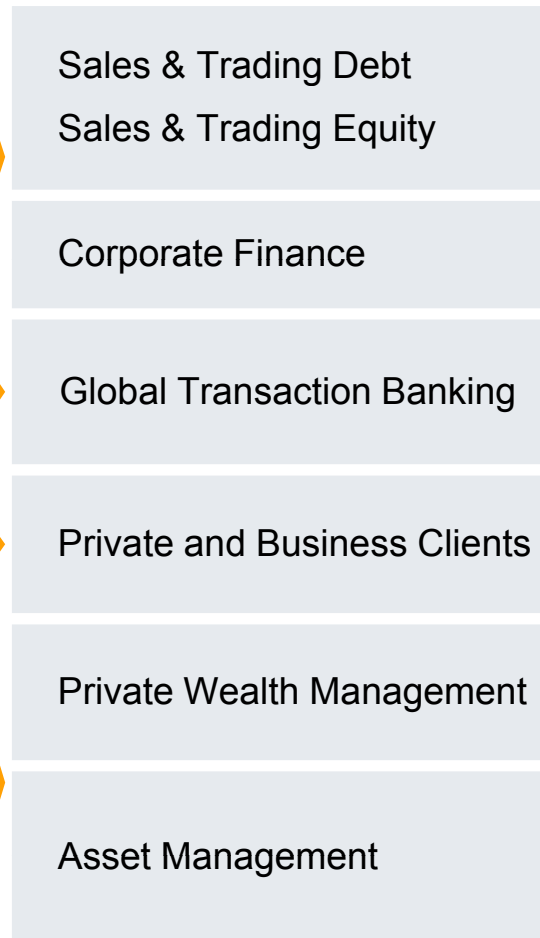 Sales & Trading Debt
Sales & Trading Equity
Corporate Finance
Global Transaction Banking
Private and Business Clients
Private Wealth Management
Asset Management